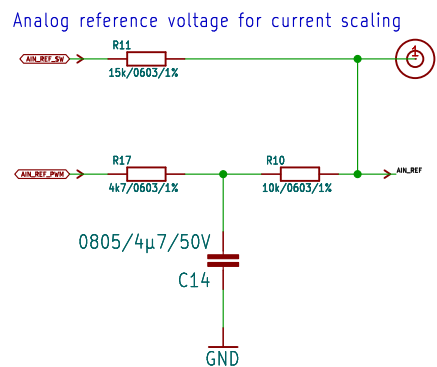 Analog reference voltage for current scaling
R11
AIN_REF_SW
15k/0603/1%
1
R17
R10
AIN_REF_PWM
AIN_REF
4k7/0603/1%
10k/0603/1%
0805/4µ7/50V
C14
GND